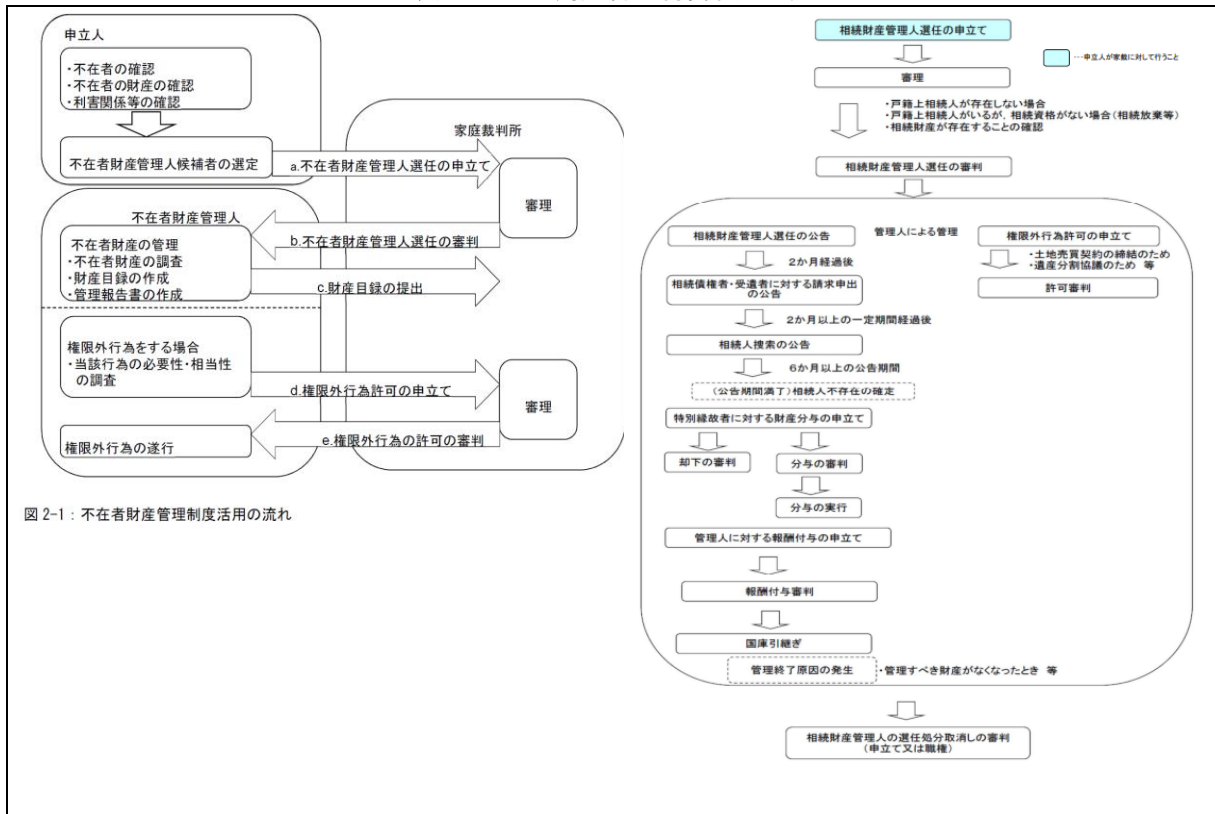 申立人
・不在者の確認
・不在者の財産の確認
・利害関係等の確認
不在者財産管理人候補者の選定
家庭裁判所
a.不在者財産管理人選任の申立て
審理
不在者財産管理人
b.不在者財産管理人選任の審判
不在者財産の管理
・不在者財産の調査
・財産目録の作成
・管理報告書の作成
c.財産目録の提出
権限外行為をする場合
・当該行為の必要性・相当性
の調査
d.権限外行為許可の申立て
審理
e.権限外行為の許可の審判
権限外行為の遂行
図 2-1：不在者財産管理制度活用の流れ
相続財産管理人選任の申立て
･･･申立人が家裁に対して行うこと
審理
・戸籍上相続人が存在しない場合
・戸籍上相続人がいるが，相続資格がない場合（相続放棄等）
・相続財産が存在することの確認
相続財産管理人選任の審判
相続財産管理人選任の公告
管理人による管理
権限外行為許可の申立て
2か月経過後
・土地売買契約の締結のため
・遺産分割協議のため 等
相続債権者・受遺者に対する請求申出
の公告
許可審判
2か月以上の一定期間経過後
相続人捜索の公告
6か月以上の公告期間
（公告期間満了）相続人不存在の確定
特別縁故者に対する財産分与の申立て
却下の審判
分与の審判
分与の実行
管理人に対する報酬付与の申立て
報酬付与審判
国庫引継ぎ
管理終了原因の発生
・管理すべき財産がなくなったとき 等
相続財産管理人の選任処分取消しの審判
（申立て又は職権）